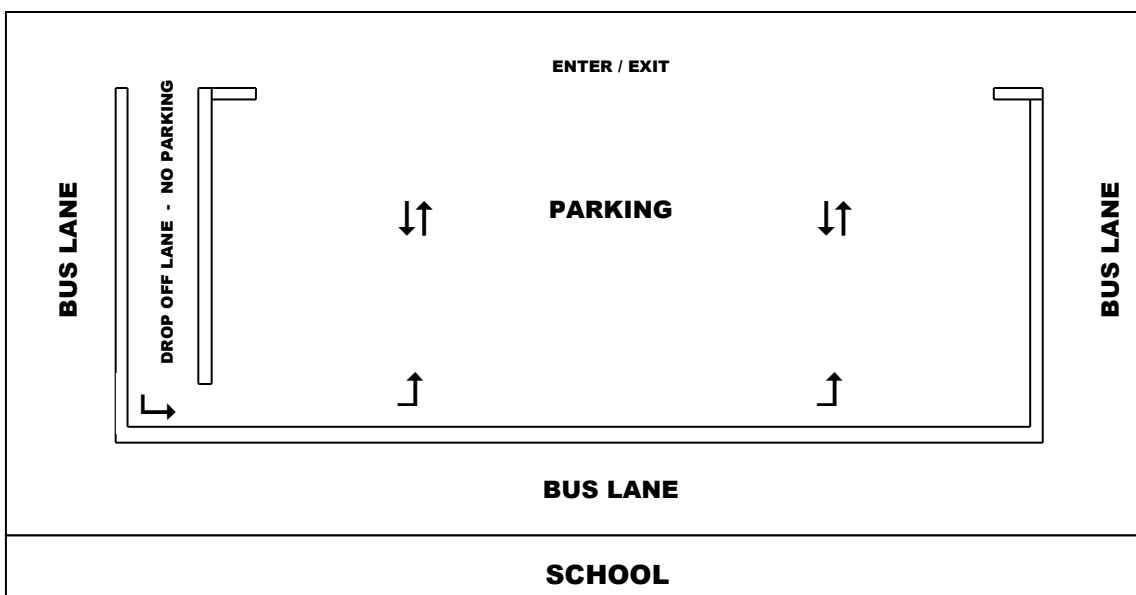 ENTER / EXIT
BUS LANE
DROP OFF LANE - NO PARKING
PARKING
BUS LANE
BUS LANE
SCHOOL